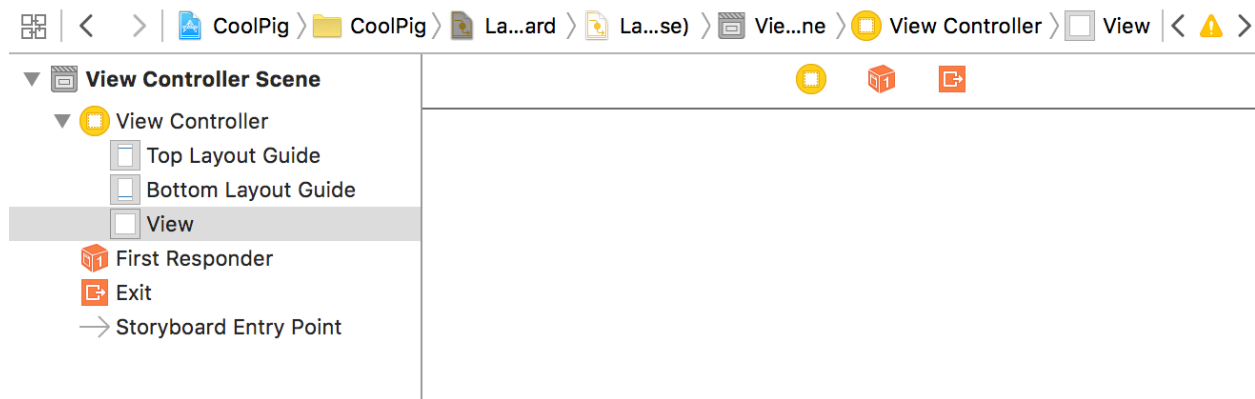 CoolPig CoolPig La...ard La...se) Vie...ne View Controller View
View Controller Scene
View Controller
Top Layout Guide
Bottom Layout Guide
View
First Responder
Exit
Storyboard Entry Point